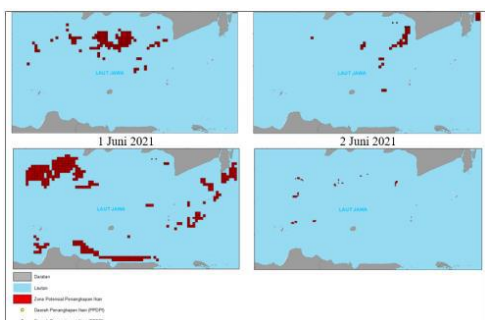 LAUT JAWA
LAUT JAWA
1 Juni 2021
2 Juni 2021
LAUT JAWA
LAUT JAWA
Daratan
Lautan
Zona Potensial Penangkapan Ikan
Daerah Penangkapan Ikan (PPDPI)